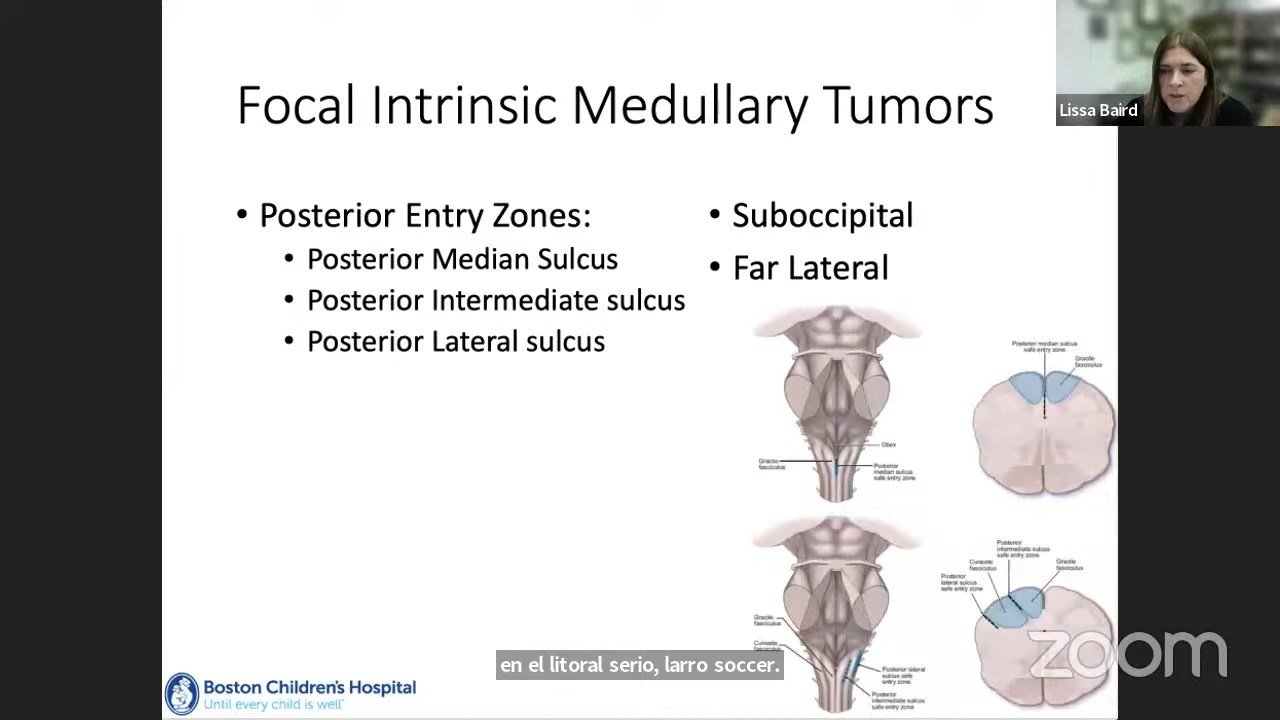 Focal Intrinsic Medullary Tumors
Lissa Baird
• Posterior Entry Zones:
• Posterior Median Sulcus
• Posterior Intermediate sulcus
• Posterior Lateral sulcus
• Suboccipital
• Far Lateral
Obex
Gracile
fasciculus
Posterior
median sulcus
safe entry zone
Posterior median sulcus
safe entry zone
Gracile
fasciculus
Gracile
fasciculus
Cuneate
fasciculus
Posterior lateral
sulcus safe entry
zone
Posterior
intermediate sulcus
safe entry zone
Posterior
intermediate sulcus
safe entry zone
Cuneate
fasciculus
Gracile
fasciculus
Posterior
lateral sulcus
safe entry zone
en el litoral serio, larro soccer.
zoom
Boston Children's Hospital
Until every child is well